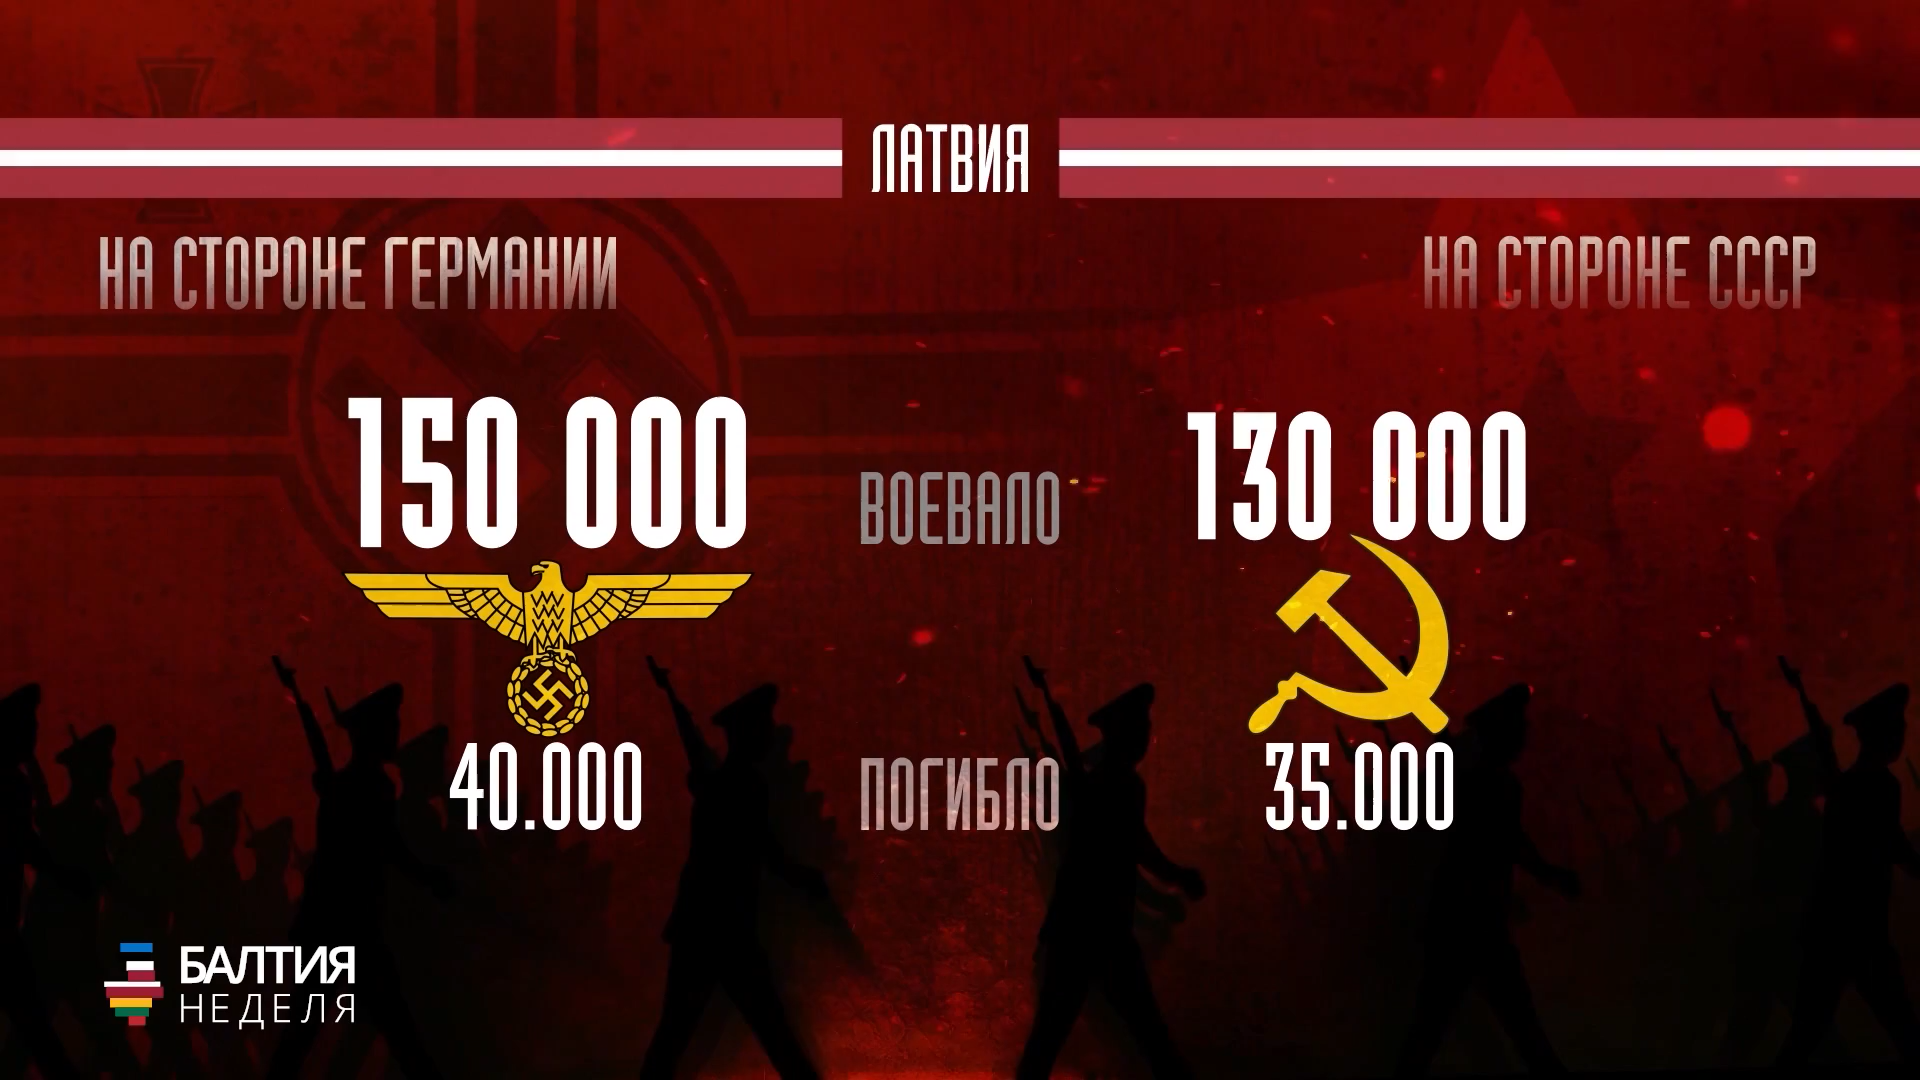 ЛАТВИЯ
НА СТОРОНЕ ГЕРМАНИИ
НА СТОРОНЕ СССР
150 000
ВОЕВАЛО
130 000
40.000
ПОГИБЛО
35.000
БАЛТИЯ
НЕДЕЛЯ